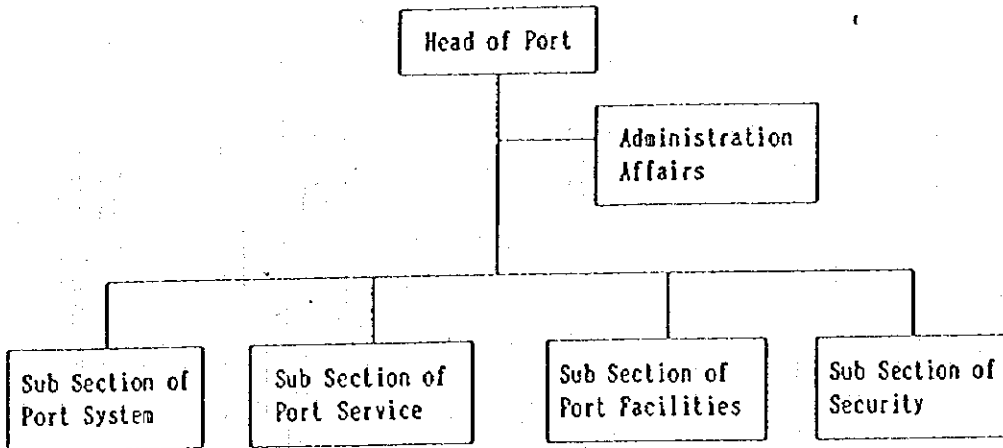 Head of Port
Administration
Affairs
Sub Section of
Port System
Sub Section of
Port Service
Sub Section of
Port Facilities
Sub Section of
Security